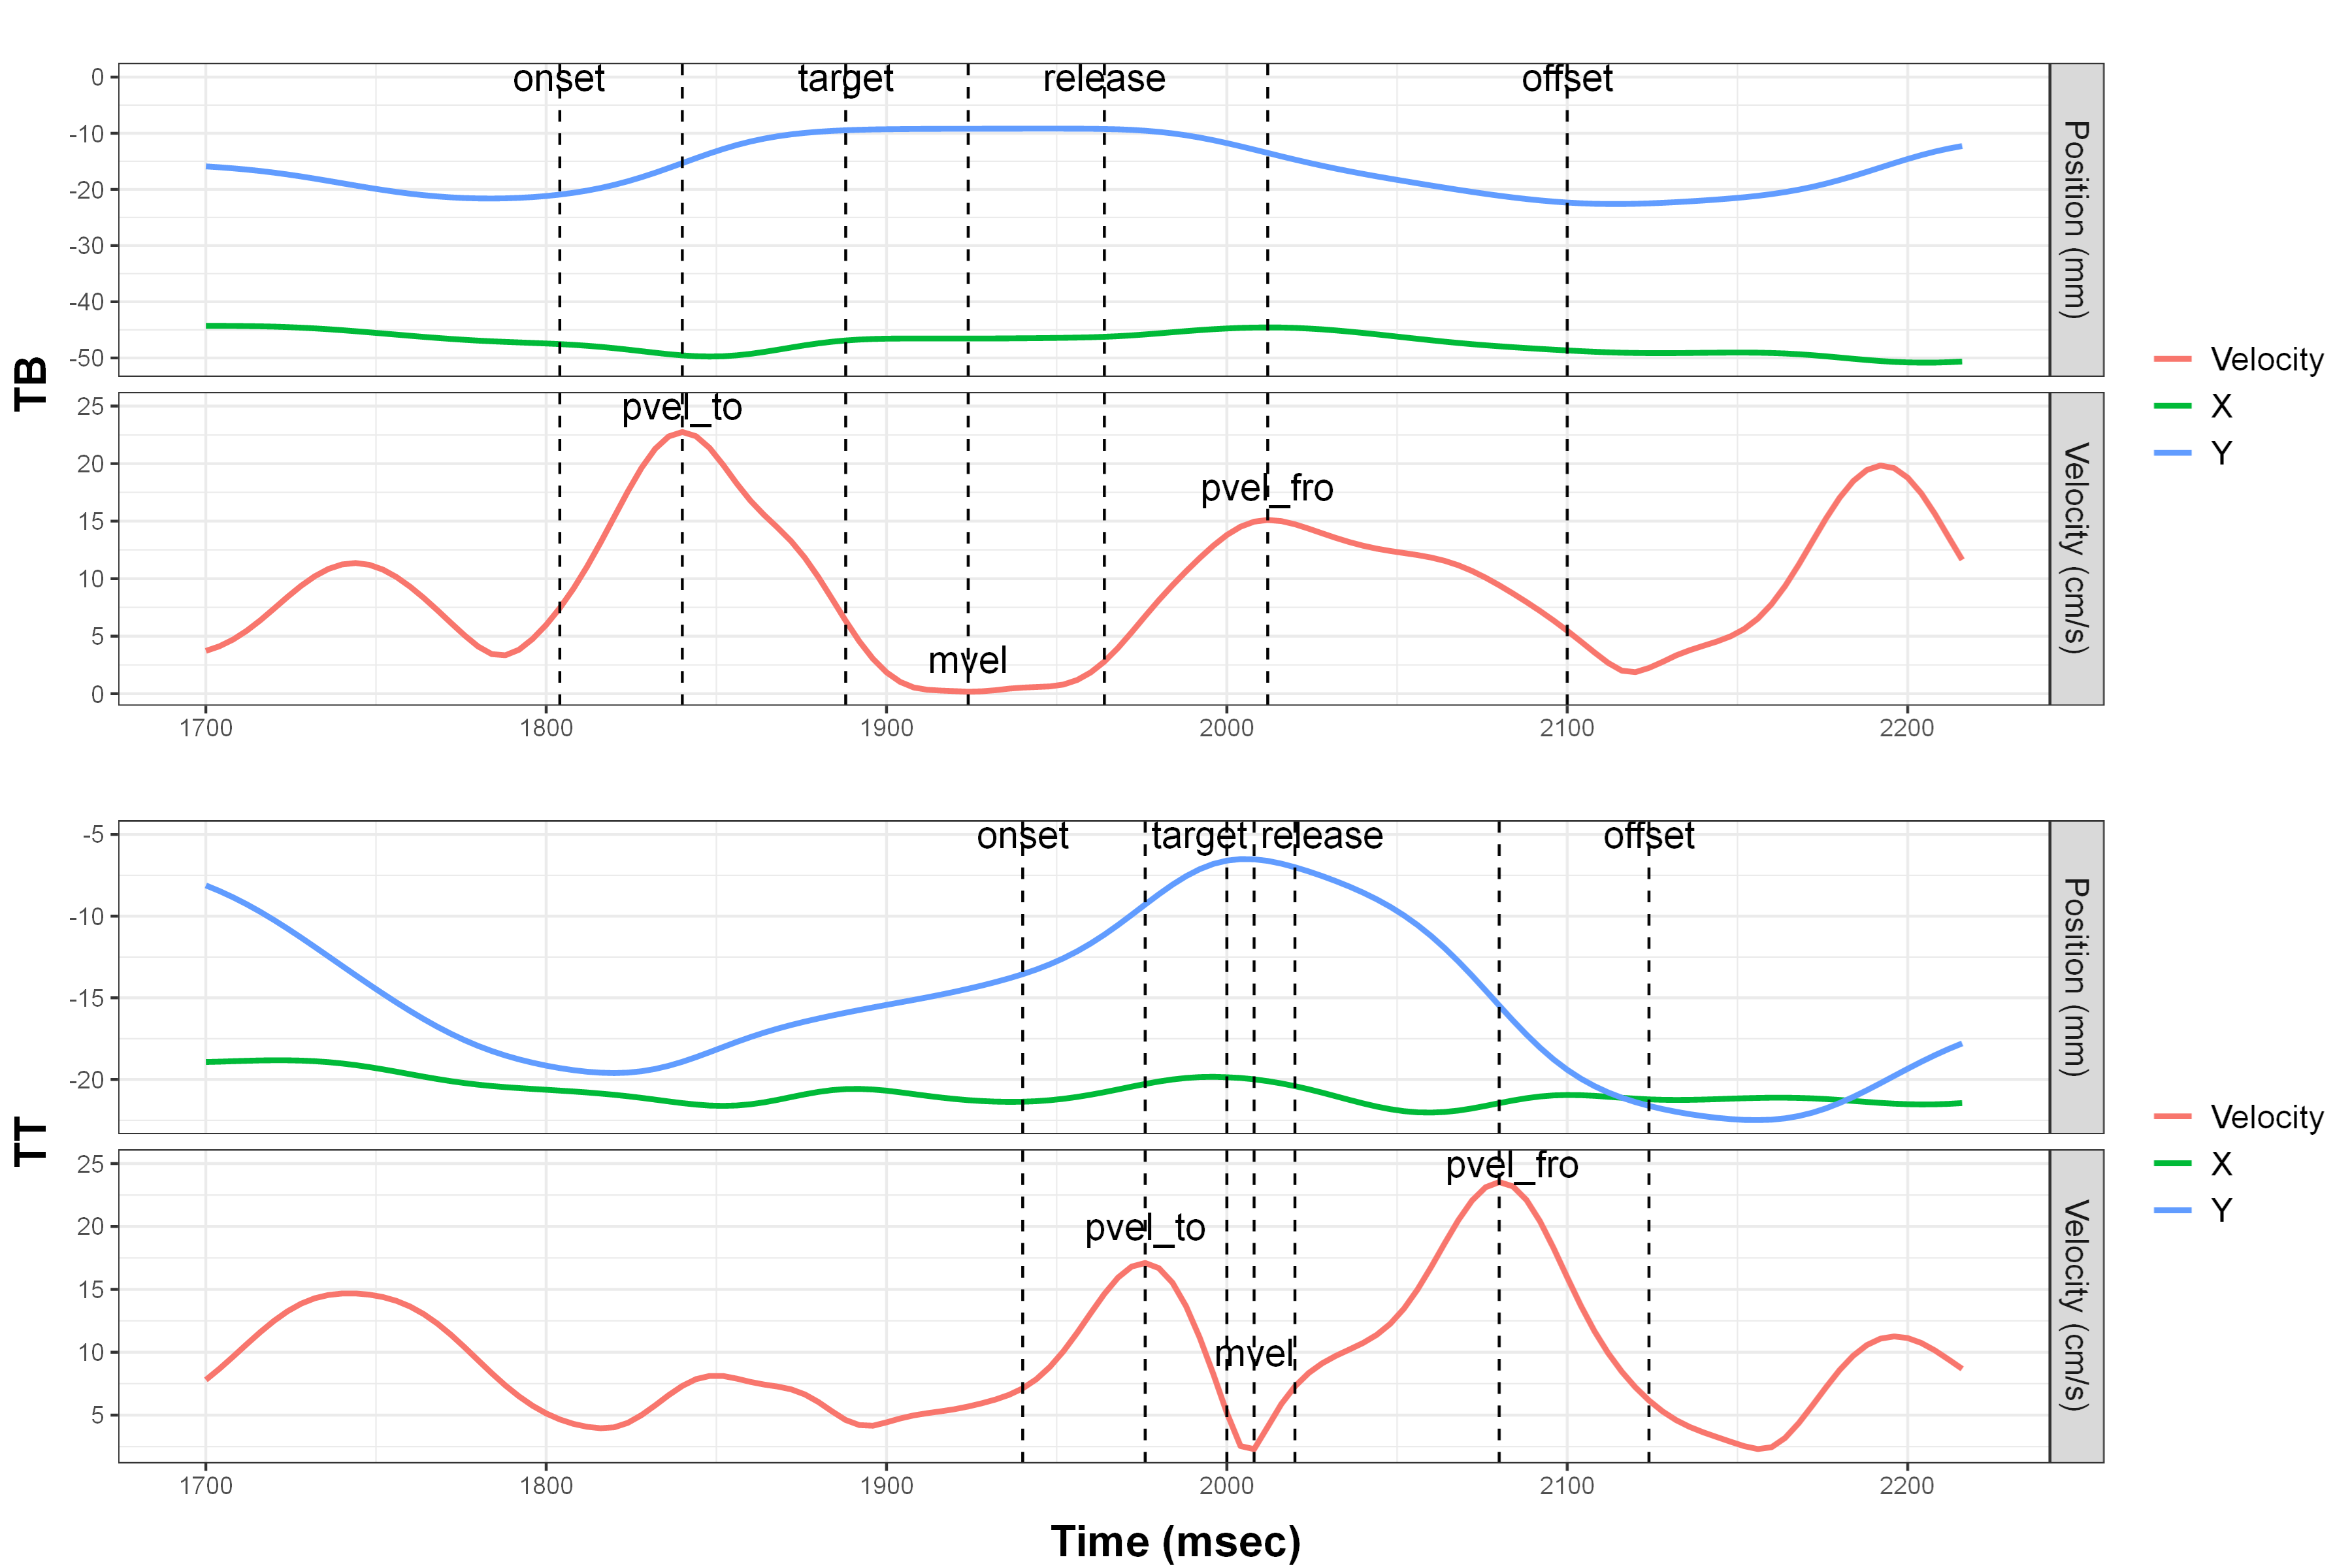 onset target release offset
0
-10
-20
-30
-40
-50
Position (mm)
TB
pvel_to
pvel_fro
mvel
25
20
15
10
5
0
Velocity (cm/s)
1700 1800 1900 2000 2100 2200
Velocity
X
Y
onset target release offset
-5
-10
-15
-20
Position (mm)
TT
pvel_fro
pvel_to
mvel
25
20
15
10
5
Velocity (cm/s)
1700 1800 1900 2000 2100 2200
Velocity
X
Y
Time (msec)